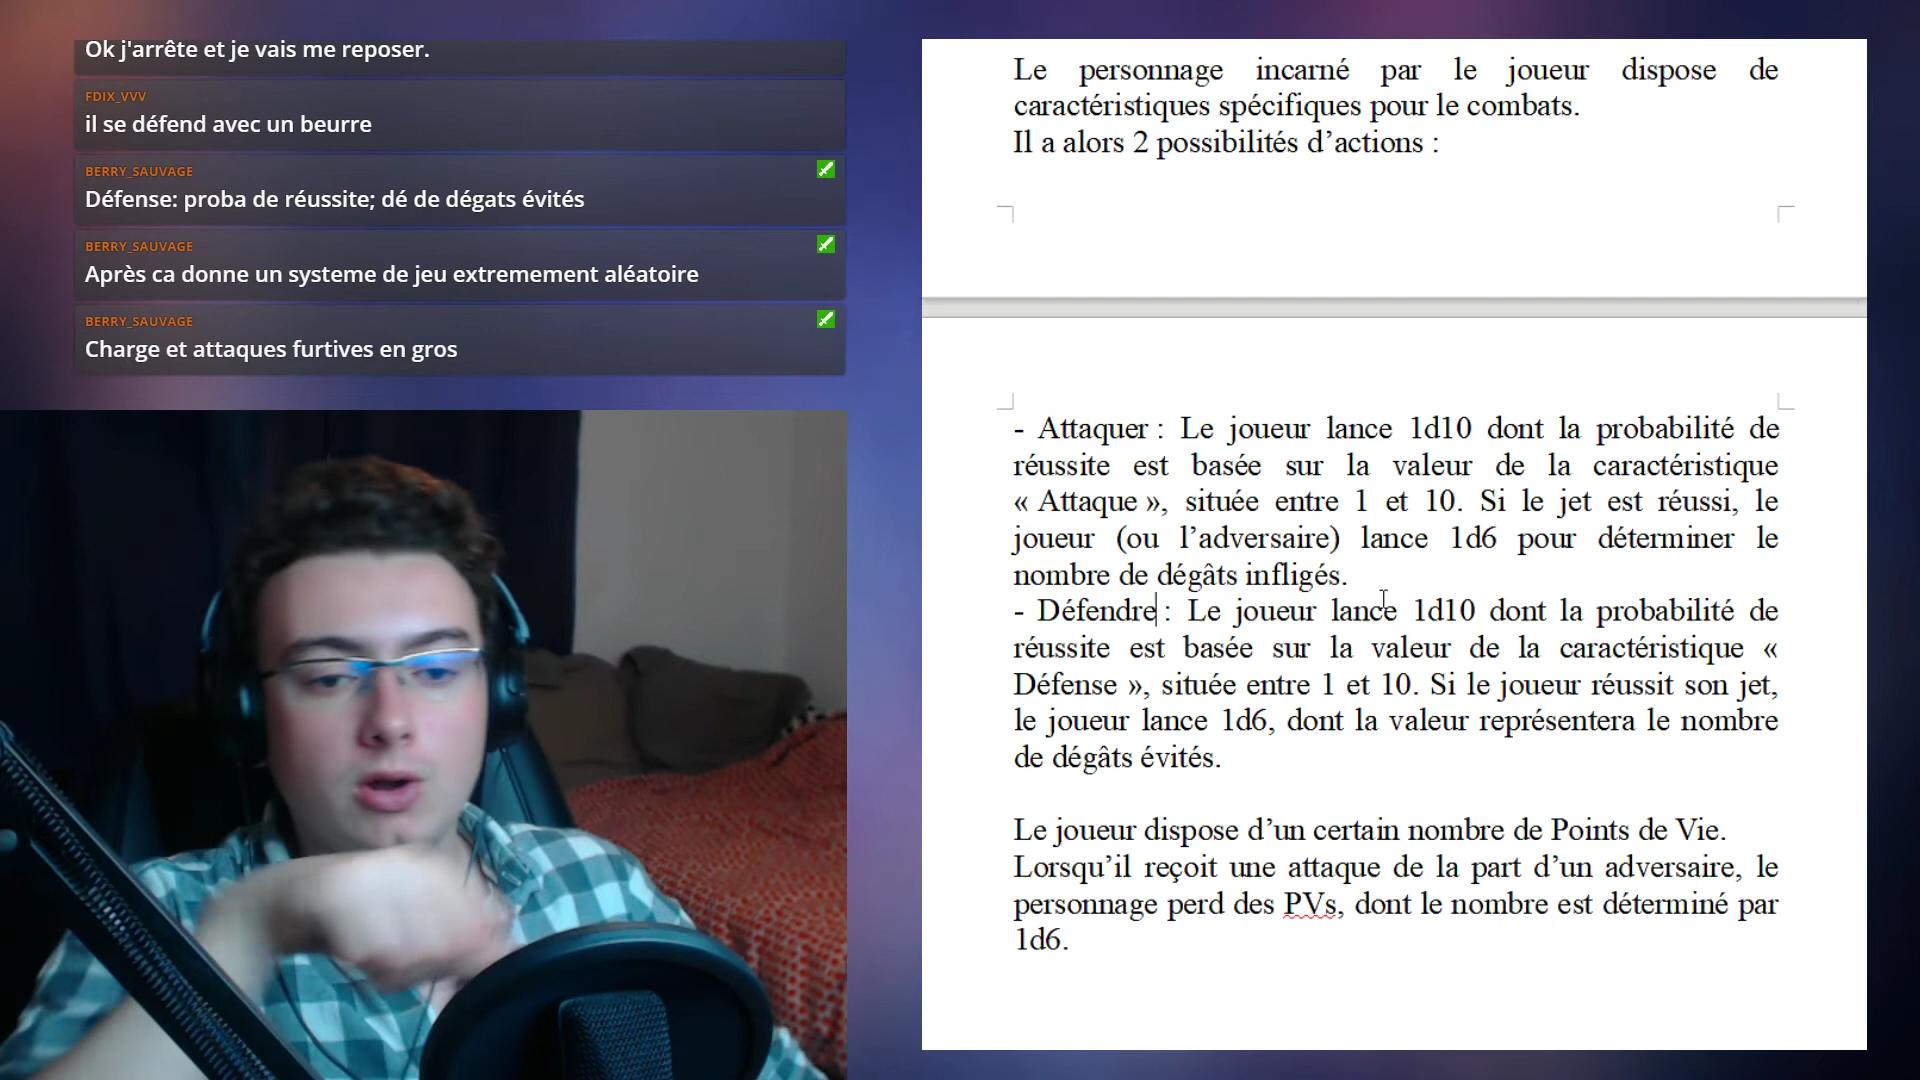 Ok j'arrête et je vais me reposer.
FDIX_VVV
il se défend avec un beurre
BERRY_SAUVAGE
Défense: proba de réussite; dé de dégats évités
BERRY_SAUVAGE
Après ca donne un systeme de jeu extremement aléatoire
BERRY_SAUVAGE
Charge et attaques furtives en gros
Le personnage incarné par le joueur dispose de
caractéristiques spécifiques pour le combats.
Il a alors 2 possibilités d’actions :
- Attaquer : Le joueur lance 1d10 dont la probabilité de
réussite est basée sur la valeur de la caractéristique
« Attaque », située entre 1 et 10. Si le jet est réussi, le
joueur (ou l’adversaire) lance 1d6 pour déterminer le
nombre de dégâts infligés.
- Défendre : Le joueur lance 1d10 dont la probabilité de
réussite est basée sur la valeur de la caractéristique «
Défense », située entre 1 et 10. Si le joueur réussit son jet,
le joueur lance 1d6, dont la valeur représentera le nombre
de dégâts évités.
Le joueur dispose d’un certain nombre de Points de Vie.
Lorsqu’il reçoit une attaque de la part d’un adversaire, le
personnage perd des PVs, dont le nombre est déterminé par
1d6.